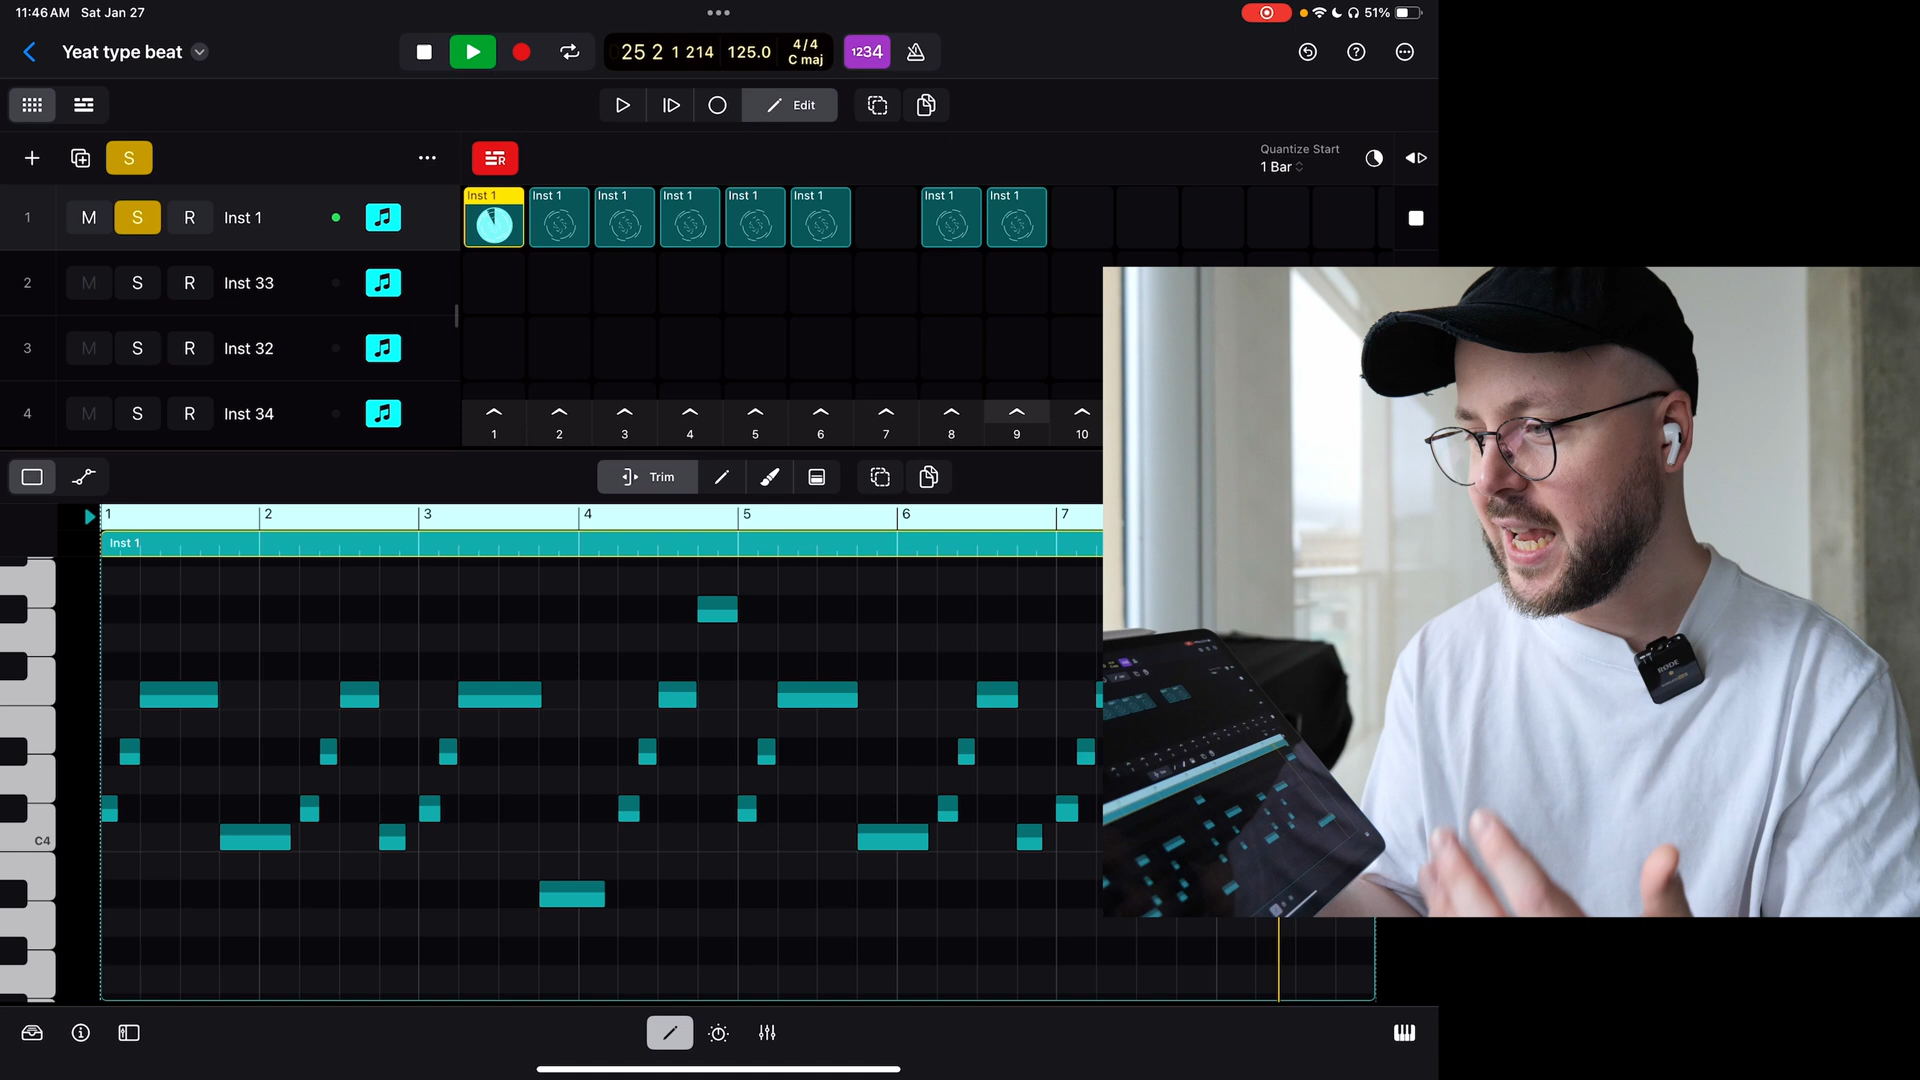 11:46 AM Sat Jan 27
51%
Yeat type beat
25 2 1 214 125.0 4/4 C maj 1234
Edit
S
R
Quantize Start
1 Bar
1 M S R Inst 1
Inst 1 Inst 1 Inst 1 Inst 1 Inst 1 Inst 1 Inst 1 Inst 1
2 M S R Inst 33
3 M S R Inst 32
4 M S R Inst 34
1 2 3 4 5 6 7 8 9 10
Trim
1 2 3 4 5 6 7
Inst 1
C4
RØDE